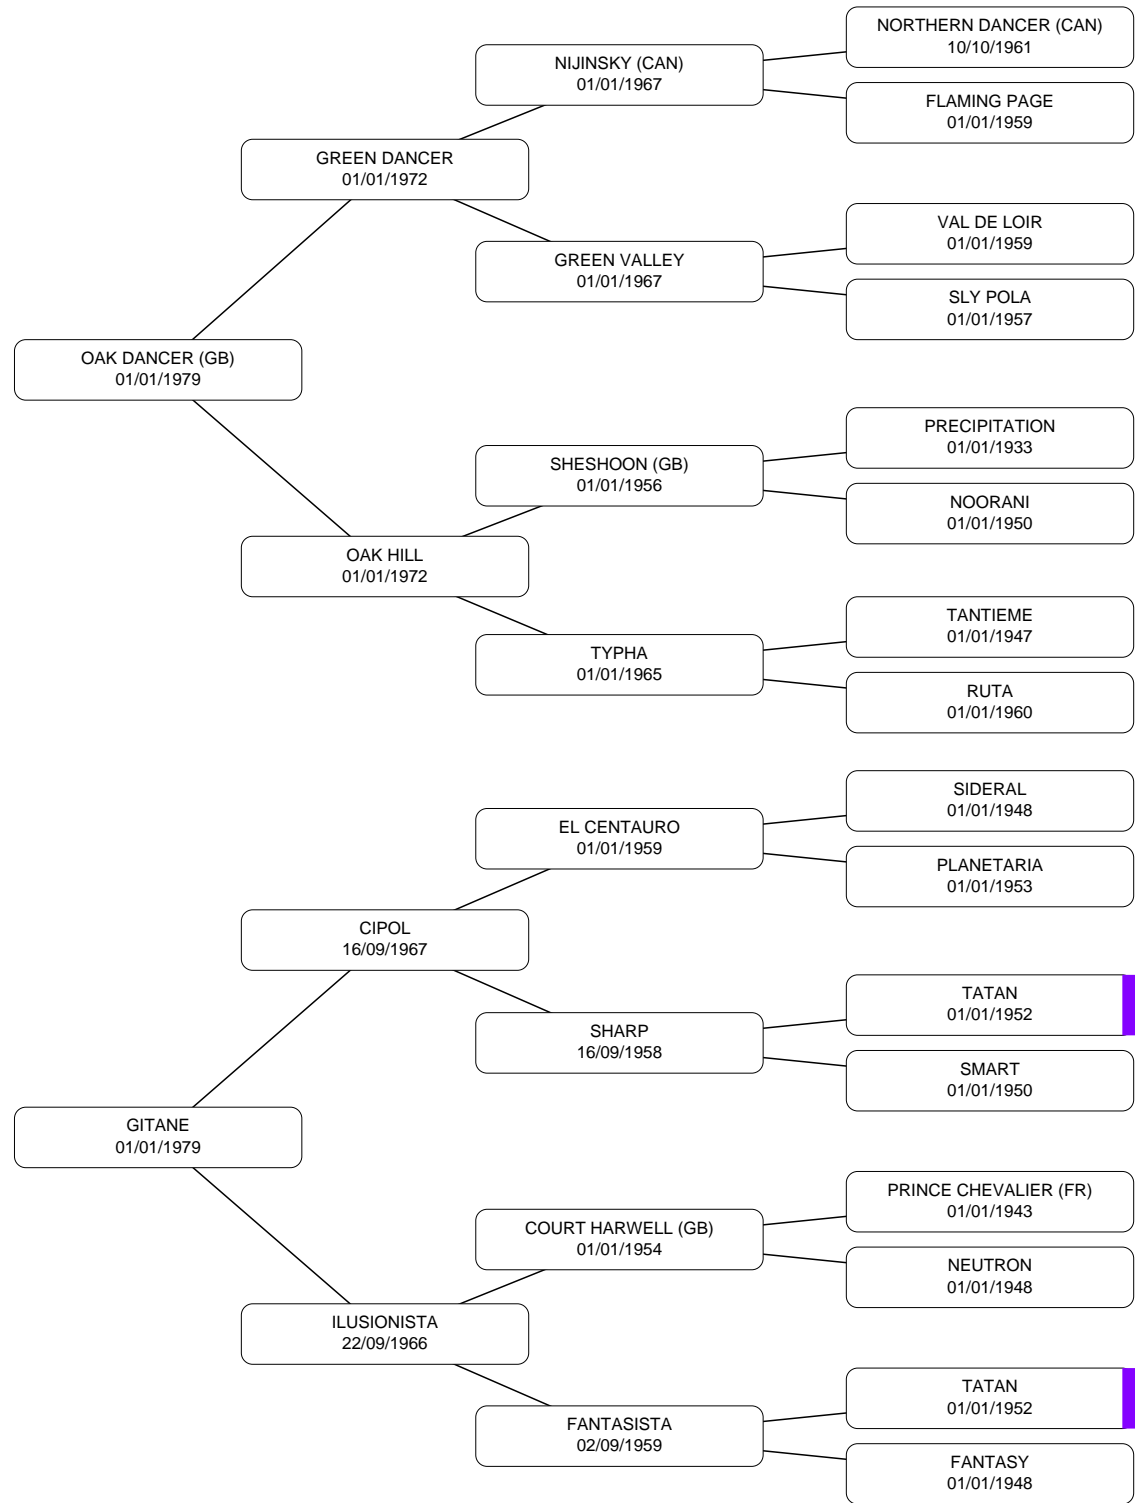 NORTHERN DANCER (CAN)
10/10/1961
NIJINSKY (CAN)
01/01/1967
FLAMING PAGE
01/01/1959
GREEN DANCER
01/01/1972
VAL DE LOIR
01/01/1959
GREEN VALLEY
01/01/1967
SLY POLA
01/01/1957
OAK DANCER (GB)
01/01/1979
PRECIPITATION
01/01/1933
SHESHOON (GB)
01/01/1956
NOORANI
01/01/1950
OAK HILL
01/01/1972
TANTIEME
01/01/1947
TYPHA
01/01/1965
RUTA
01/01/1960
SIDERAL
01/01/1948
EL CENTAURO
01/01/1959
PLANETARIA
01/01/1953
CIPOL
16/09/1967
TATAN
01/01/1952
SHARP
16/09/1958
SMART
01/01/1950
GITANE
01/01/1979
PRINCE CHEVALIER (FR)
01/01/1943
COURT HARWELL (GB)
01/01/1954
NEUTRON
01/01/1948
ILUSIONISTA
22/09/1966
TATAN
01/01/1952
FANTASISTA
02/09/1959
FANTASY
01/01/1948